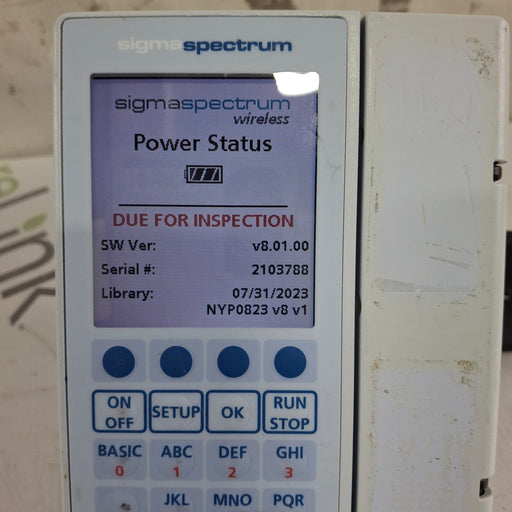 sigmaspectrum
sigmaspectrum
wireless
Power Status
DUE FOR INSPECTION
SW Ver: v8.01.00
Serial #: 2103788
Library: 07/31/2023
NYP0823 v8 v1
ON OFF SETUP OK RUN STOP
BASIC ABC DEF GHI
0 1 2 3
JKL MNO PQR